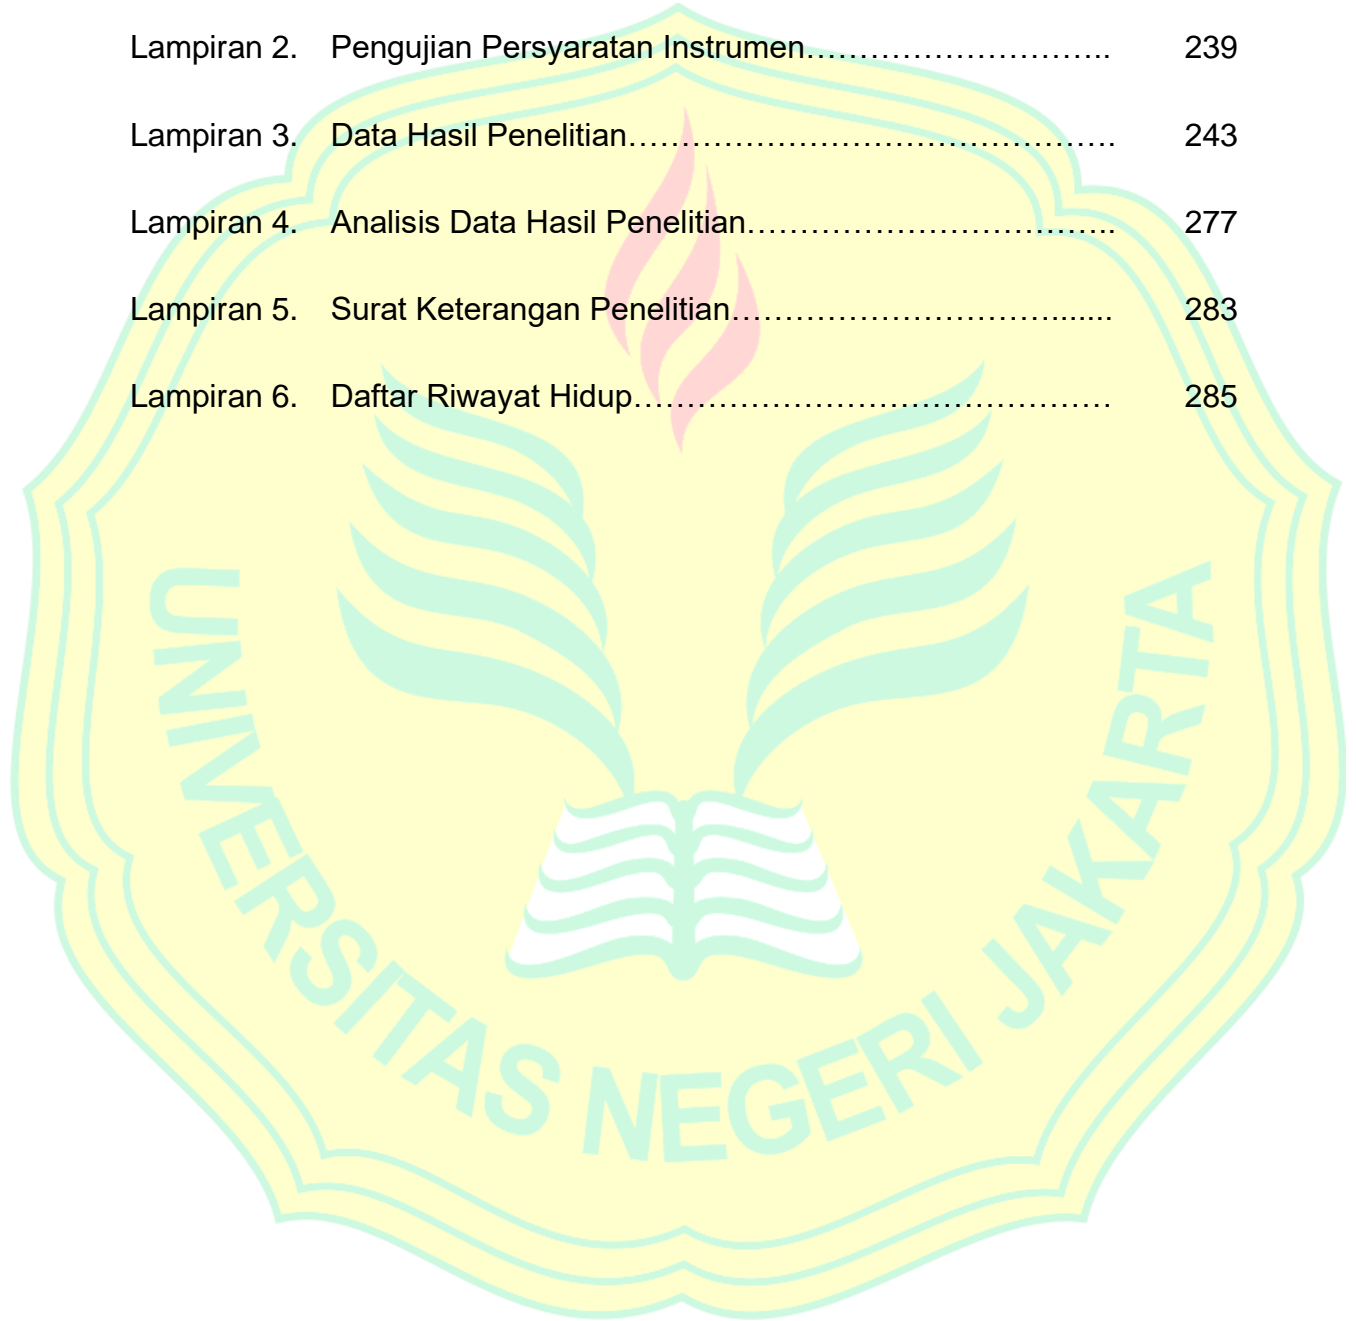 Lampiran 2. Pengujian Persyaratan Instrumen……………………….. 239
Lampiran 3. Data Hasil Penelitian………………………………………. 243
Lampiran 4. Analisis Data Hasil Penelitian…………………………….. 277
Lampiran 5. Surat Keterangan Penelitian…………………………....... 283
Lampiran 6. Daftar Riwayat Hidup……………………………………… 285
UNIVERSITAS NEGERI JAKARTA